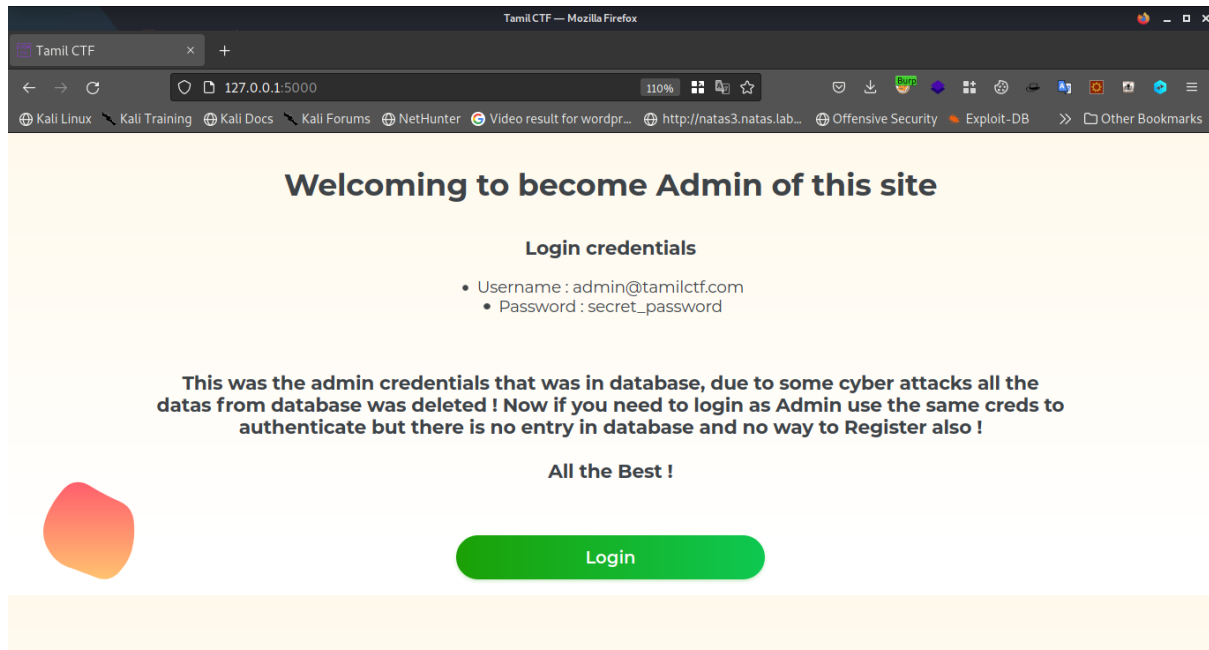 Tamil CTF — Mozilla Firefox
Tamil CTF
127.0.0.1:5000
110%
Burp
Kali Linux Kali Training Kali Docs Kali Forums NetHunter Video result for wordpr... http://natas3.natas.lab... Offensive Security Exploit-DB Other Bookmarks
Welcoming to become Admin of this site
Login credentials
• Username : admin@tamilctf.com
• Password : secret_password
This was the admin credentials that was in database, due to some cyber attacks all the
datas from database was deleted ! Now if you need to login as Admin use the same creds to
authenticate but there is no entry in database and no way to Register also !
All the Best !
Login